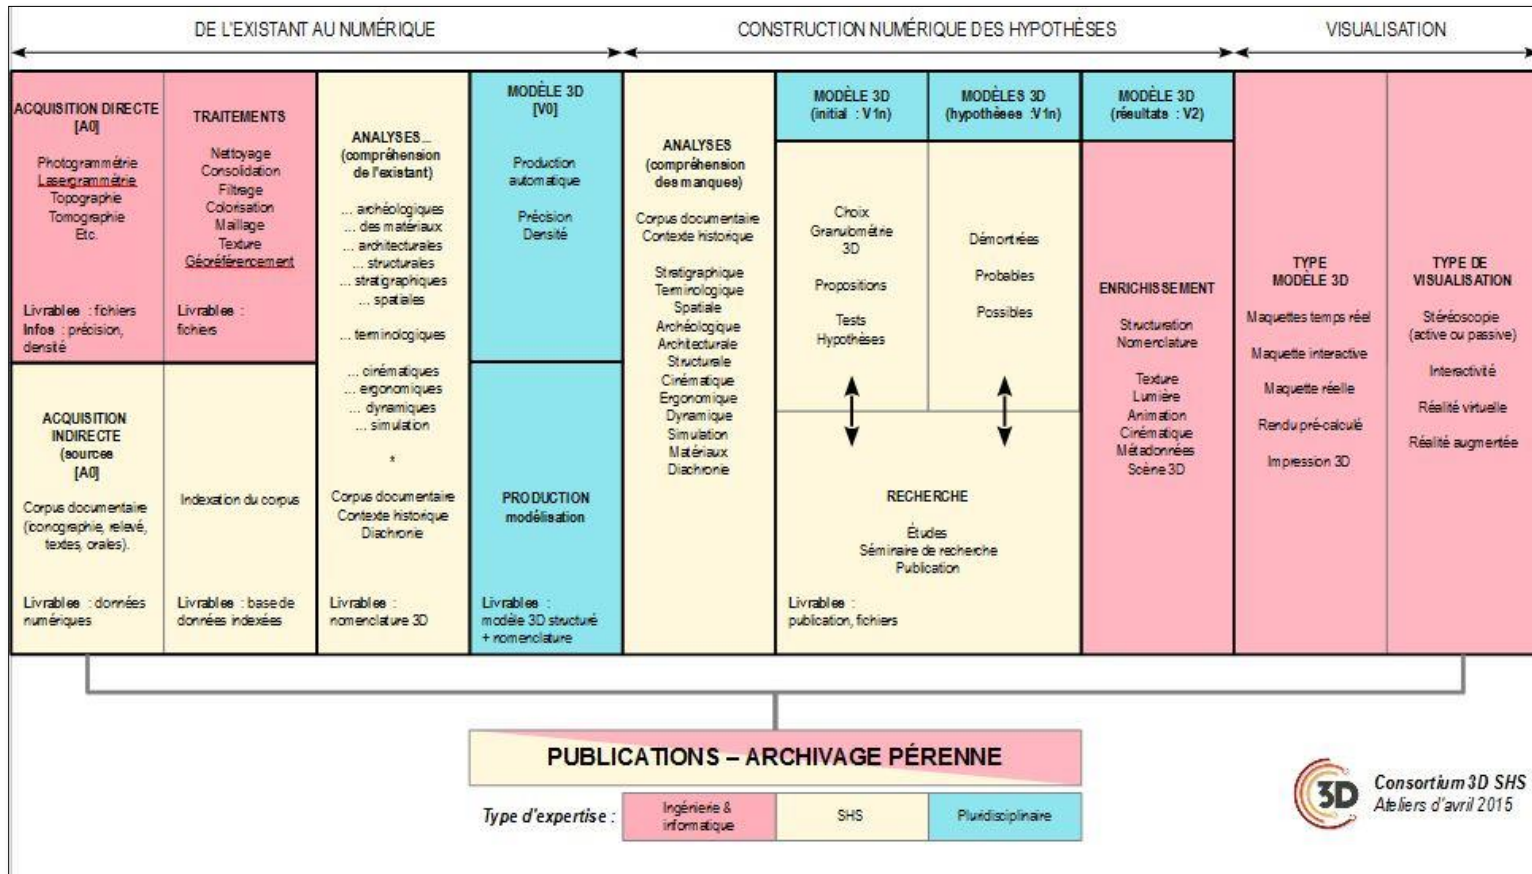 DE L'EXISTANT AU NUMÉRIQUE
CONSTRUCTION NUMÉRIQUE DES HYPOTHÈSES
VISUALISATION
ACQUISITION DIRECTE
[A0]
Photogrammétrie
Lasergrammétrie
Topographie
Tomographie
Etc.
Livrables : fichiers
Infos : précision,
densité
TRAITEMENTS
Nettoyage
Consolidation
Filtrage
Colorisation
Maillage
Texture
Géoréférencement
Livrables :
fichiers
ACQUISITION
INDIRECTE
(sources
[A0]
Corpus documentaire
(iconographie, relevé,
textes, orales).
Livrables : données
numériques
Indexation du corpus
Livrables : base de
données indexées
ANALYSES...
(compréhension
de l'existant)
... archéologiques
... des matériaux
... architecturales
... structurales
... stratigraphiques
... spatiales
... terminologiques
... cinématiques
... ergonomiques
... dynamiques
... simulation
*
Corpus documentaire
Contexte historique
Diachronie
Livrables :
nomenclature 3D
MODÈLE 3D
[V0]
Production
automatique
Précision
Densité
PRODUCTION
modélisation
Livrables :
modèle 3D structuré
+ nomenclature
ANALYSES
(compréhension
des manques)
Corpus documentaire
Contexte historique
Stratigraphique
Terminologique
Spatiale
Archéologique
Architecturale
Structurale
Cinématique
Ergonomique
Dynamique
Simulation
Matériaux
Diachronie
MODÈLE 3D
(initial : V1n)
Choix
Granulométrie
3D
Propositions
Tests
Hypothèses
MODÈLES 3D
(hypothèses :V1n)
Démontrées
Probables
Possibles
RECHERCHE
Études
Séminaire de recherche
Publication
Livrables :
publication, fichiers
MODÈLE 3D
(résultats : V2)
ENRICHISSEMENT
Structuration
Nomenclature
Texture
Lumière
Animation
Cinématique
Métadonnées
Scène 3D
TYPE
MODÈLE 3D
Maquettes temps réel
Maquette interactive
Maquette réelle
Rendu pré-calculé
Impression 3D
TYPE DE
VISUALISATION
Stéréoscopie
(active ou passive)
Interactivité
Réalité virtuelle
Réalité augmentée
PUBLICATIONS – ARCHIVAGE PÉRENNE
Type d'expertise :
Ingénierie &
informatique
SHS
Pluridisciplinaire
3D
Consortium 3D SHS
Ateliers d'avril 2015